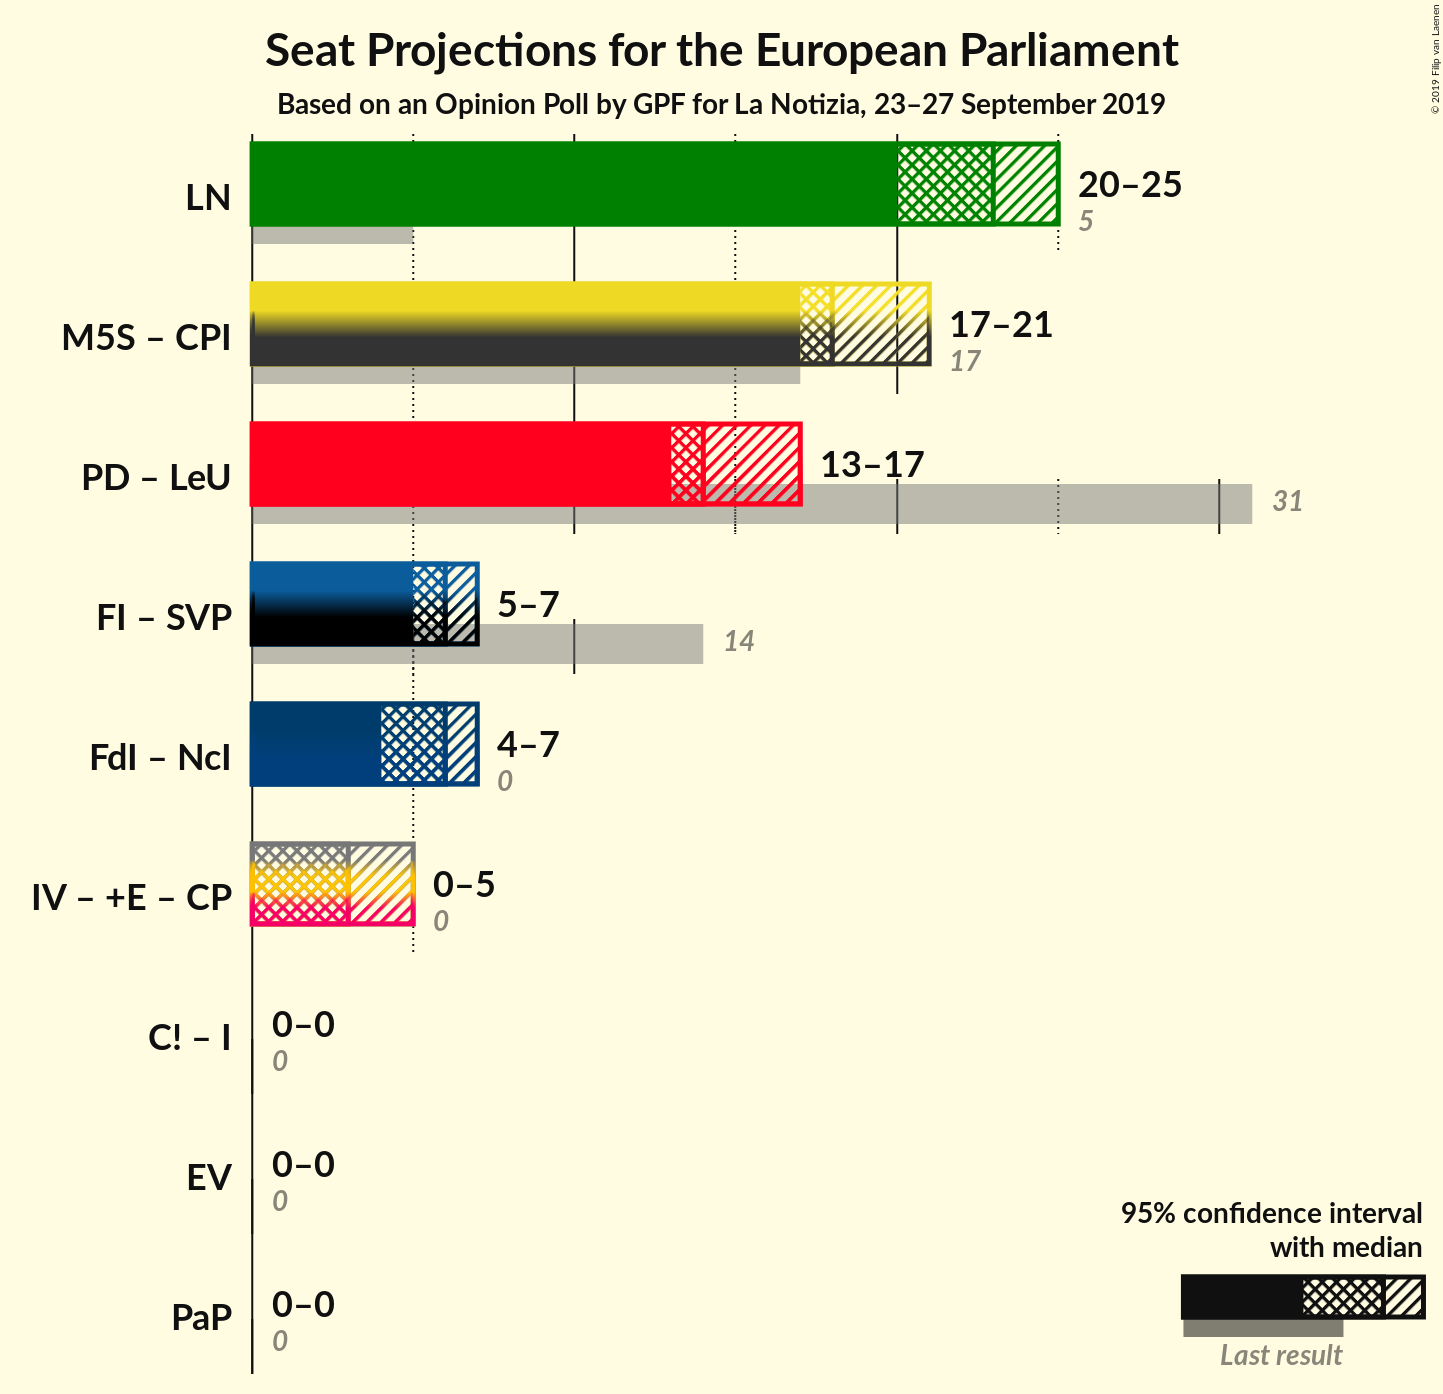 Seat Projections for the European Parliament
Based on an Opinion Poll by GPF for La Notizia, 23–27 September 2019
© 2019 Filip van Laenen
LN
20–25
5
M5S – CPI
17–21
17
PD – LeU
13–17
31
FI – SVP
5–7
14
FdI – NcI
4–7
0
IV – +E – CP
0–5
0
C! – I
0–0
0
EV
0–0
0
PaP
0–0
0
95% confidence interval
with median
Last result